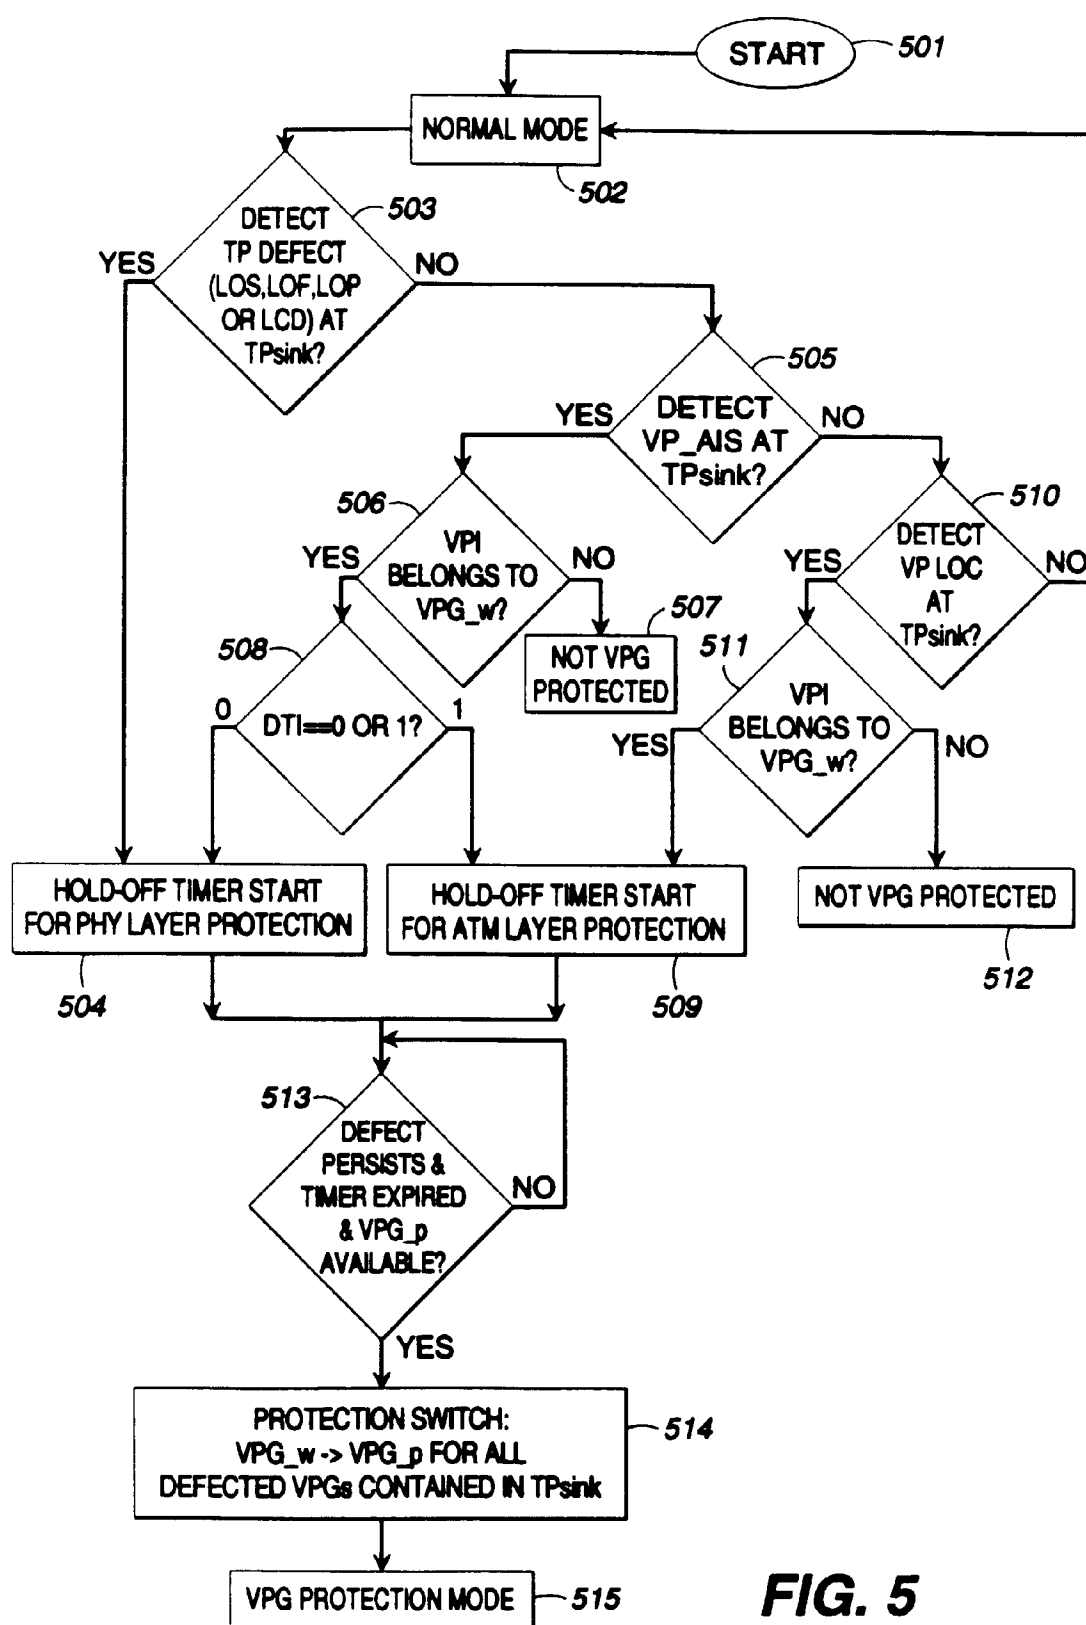 START
501
NORMAL MODE
502
503
DETECT
TP DEFECT
(LOS,LOF,LOP
OR LCD) AT
TPsink?
YES
NO
505
DETECT
VP_AIS AT
TPsink?
YES
NO
506
VPI
BELONGS TO
VPG_w?
YES
NO
507
NOT VPG
PROTECTED
510
DETECT
VP LOC
AT
TPsink?
YES
NO
508
DTI==0 OR 1?
0
1
511
VPI
BELONGS TO
VPG_w?
YES
NO
HOLD-OFF TIMER START
FOR PHY LAYER PROTECTION
504
HOLD-OFF TIMER START
FOR ATM LAYER PROTECTION
509
NOT VPG PROTECTED
512
513
DEFECT
PERSISTS &
TIMER EXPIRED
& VPG_p
AVAILABLE?
NO
YES
PROTECTION SWITCH:
VPG_w -> VPG_p FOR ALL
DEFECTED VPGs CONTAINED IN TPsink
514
VPG PROTECTION MODE
515
FIG. 5